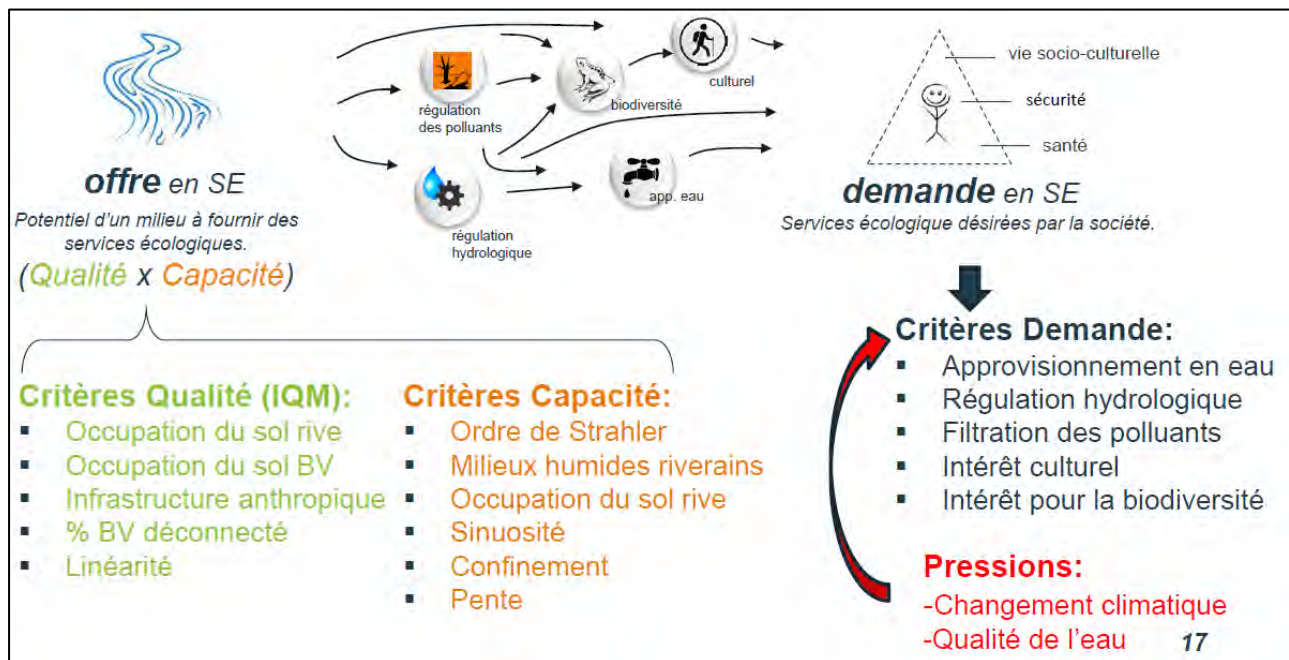 régulation
des polluants
biodiversité
culturel
app. eau
régulation
hydrologique
vie socio-culturelle
sécurité
santé
offre en SE
Potentiel d'un milieu à fournir des
services écologiques.
(Qualité x Capacité)
demande en SE
Services écologique désirées par la société.
Critères Qualité (IQM):
▪ Occupation du sol rive
▪ Occupation du sol BV
▪ Infrastructure anthropique
▪ % BV déconnecté
▪ Linéarité
Critères Capacité:
▪ Ordre de Strahler
▪ Milieux humides riverains
▪ Occupation du sol rive
▪ Sinuosité
▪ Confinement
▪ Pente
Critères Demande:
▪ Approvisionnement en eau
▪ Régulation hydrologique
▪ Filtration des polluants
▪ Intérêt culturel
▪ Intérêt pour la biodiversité
Pressions:
-Changement climatique
-Qualité de l'eau
17